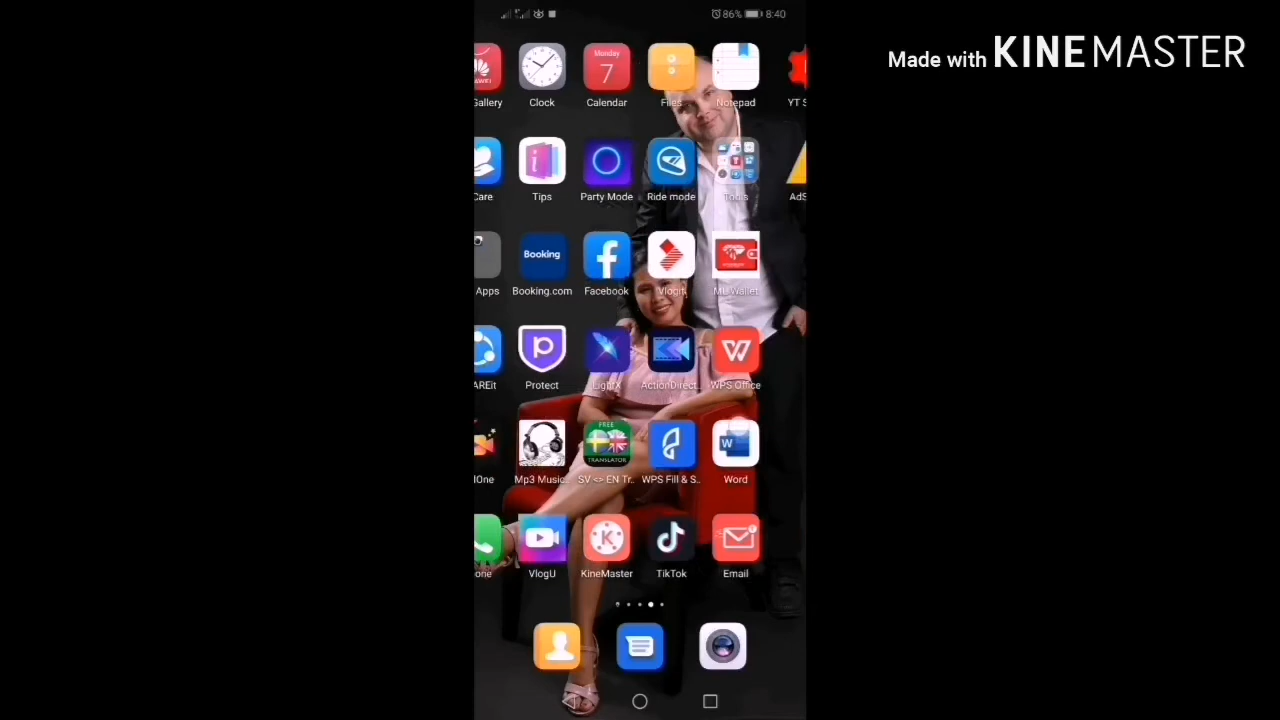 86% 8:40
Made with KINEMASTER
Monday
7
Gallery Clock Calendar Files Notepad YT S
Care Tips Party Mode Ride mode Tools AdS
Booking
Apps Booking.com Facebook Vlogit ML Wallet
AREit Protect LightX ActionDirect.. WPS Office
FREE
TRANSLATOR
W
lOne Mp3 Music.. SV <> EN Tr.. WPS Fill & S.. Word
K
one VlogU KineMaster TikTok Email